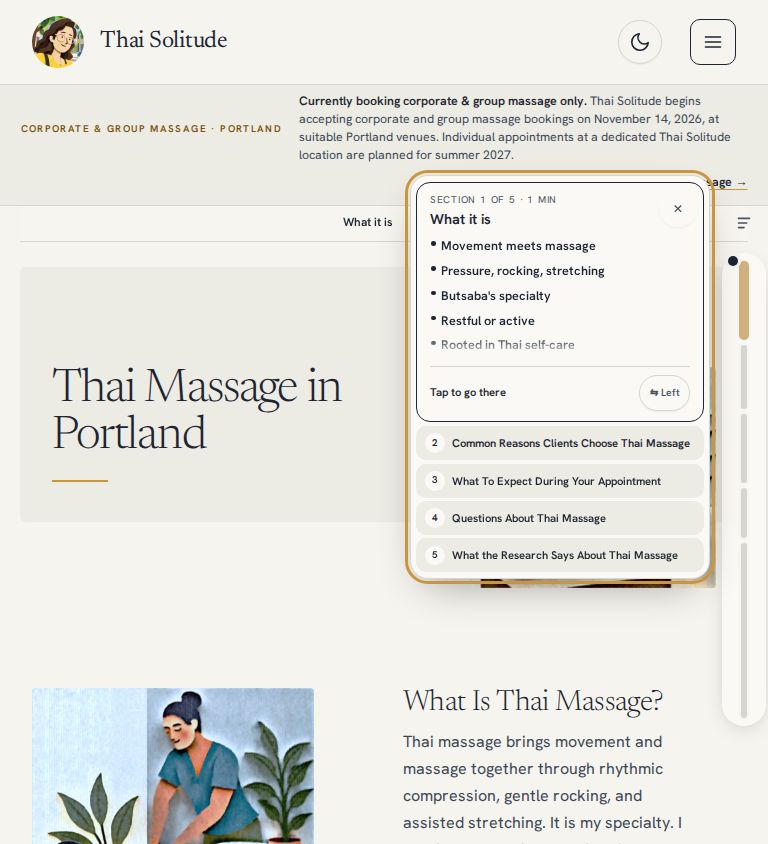 Thai Solitude
CORPORATE & GROUP MASSAGE · PORTLAND
Currently booking corporate & group massage only. Thai Solitude begins
accepting corporate and group massage bookings on November 14, 2026, at
suitable Portland venues. Individual appointments at a dedicated Thai Solitude
location are planned for summer 2027.
sage →
What it is
SECTION 1 OF 5 · 1 MIN
What it is
×
• Movement meets massage
• Pressure, rocking, stretching
• Butsaba's specialty
• Restful or active
• Rooted in Thai self-care
Tap to go there
⇆ Left
2 Common Reasons Clients Choose Thai Massage
3 What To Expect During Your Appointment
4 Questions About Thai Massage
5 What the Research Says About Thai Massage
Thai Massage in
Portland
What Is Thai Massage?
Thai massage brings movement and
massage together through rhythmic
compression, gentle rocking, and
assisted stretching. It is my specialty. I